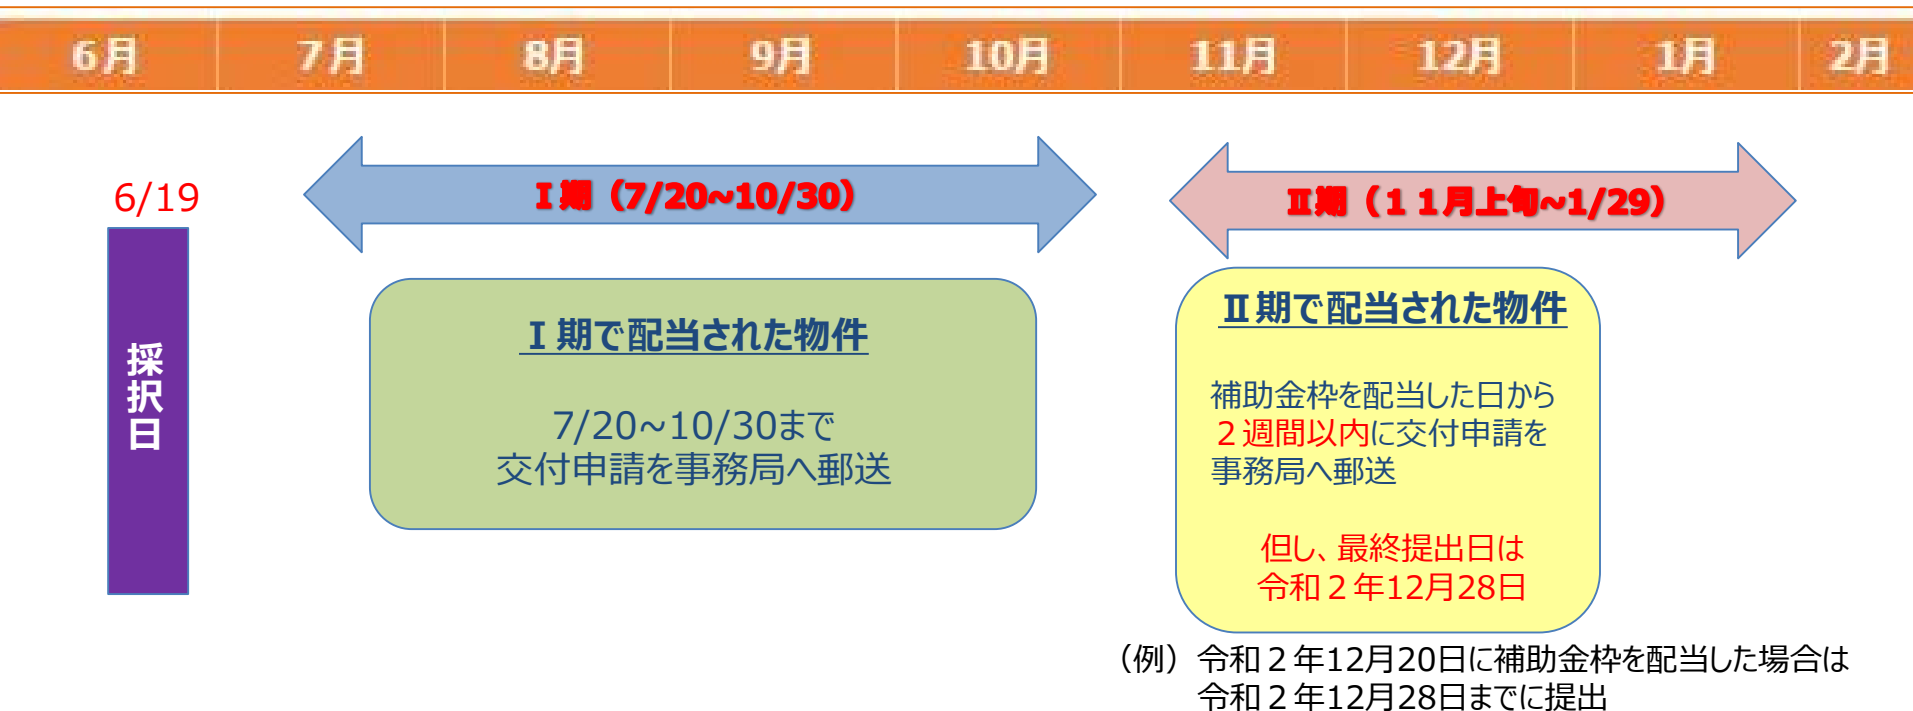 6月 7月 8月 9月 10月 11月 12月 1月 2月
6/19
採択日
Ⅰ期（7/20~10/30）
Ⅱ期（１１月上旬~1/29）
Ⅰ期で配当された物件
7/20~10/30まで
交付申請を事務局へ郵送
Ⅱ期で配当された物件
補助金枠を配当した日から
２週間以内に交付申請を
事務局へ郵送
但し、最終提出日は
令和２年12月28日
（例）令和２年12月20日に補助金枠を配当した場合は
令和２年12月28日までに提出